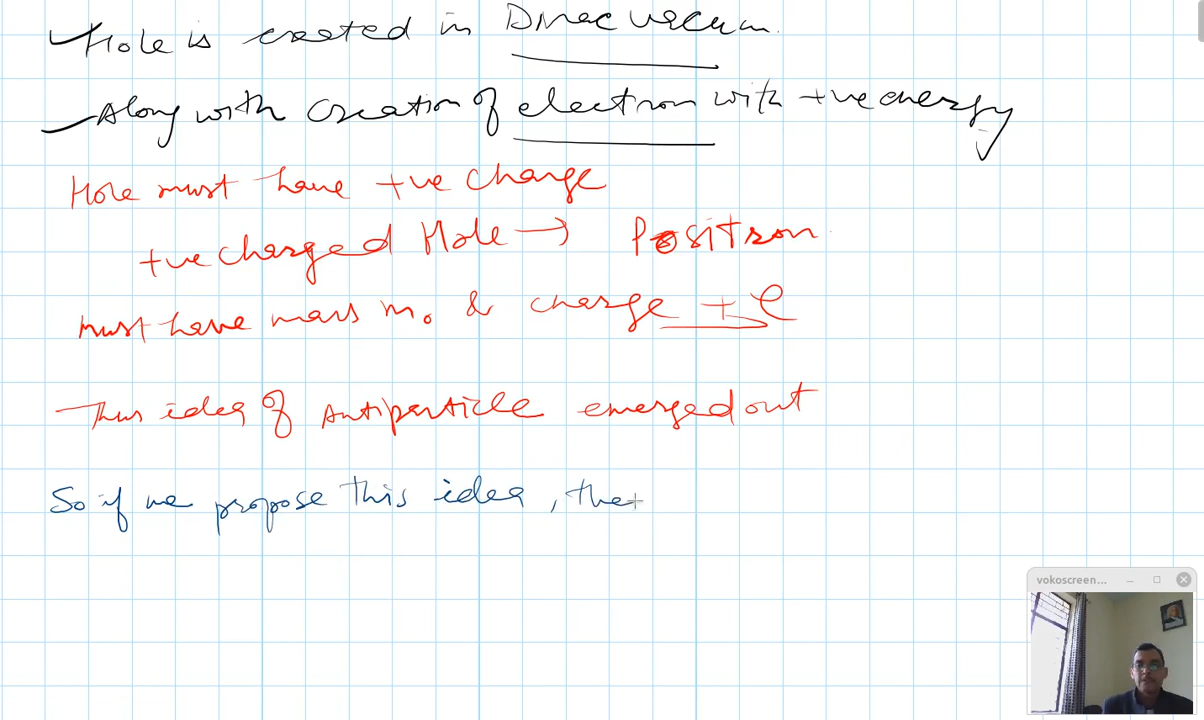 Hole is created in Dirac vacuum.
Along with creation of electron with +ve energy
Hole must have +ve charge
+ve charged Hole → Positron
must have mass m₀ & charge +e
Thus idea of Antiparticle emerged out
So if we propose this idea, the
vokoscreen...